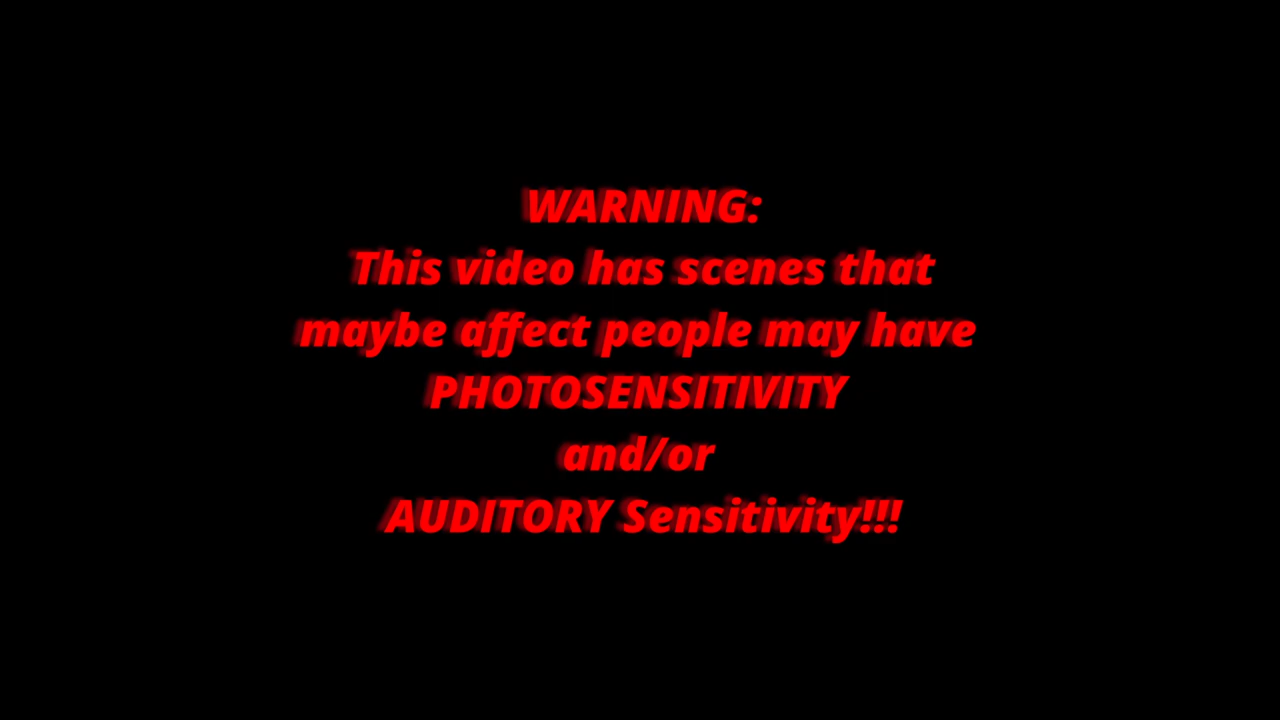 WARNING:
This video has scenes that
maybe affect people may have
PHOTOSENSITIVITY
and/or
AUDITORY Sensitivity!!!